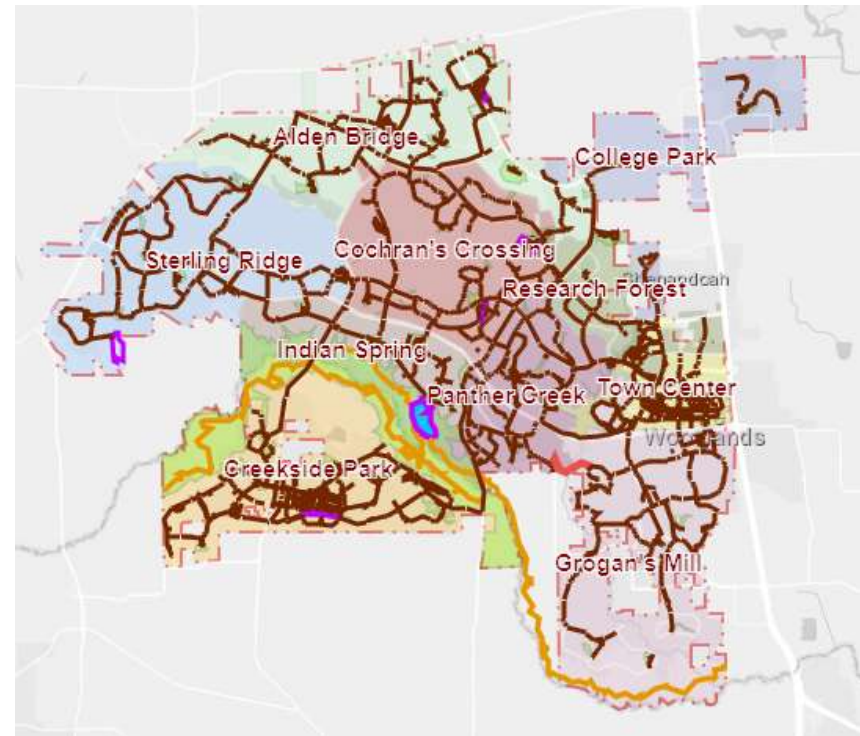 Alden Bridge
College Park
Cochran's Crossing
Sterling Ridge
Shenandoah
Research Forest
Indian Spring
Panther Creek
Town Center
Woodlands
Creekside Park
Grogan's Mill